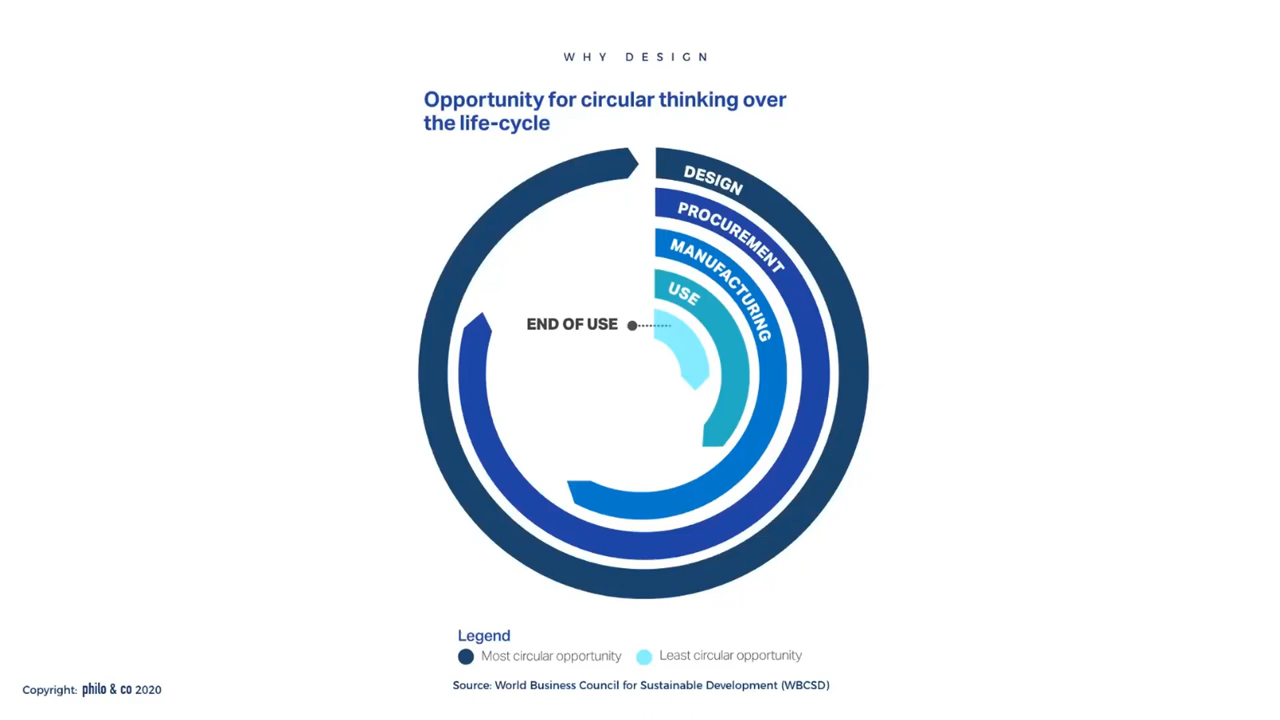 WHY DESIGN
Opportunity for circular thinking over
the life-cycle
DESIGN
PROCUREMENT
MANUFACTURING
USE
END OF USE
Legend
Most circular opportunity
Least circular opportunity
Source: World Business Council for Sustainable Development (WBCSD)
Copyright: philo & co 2020